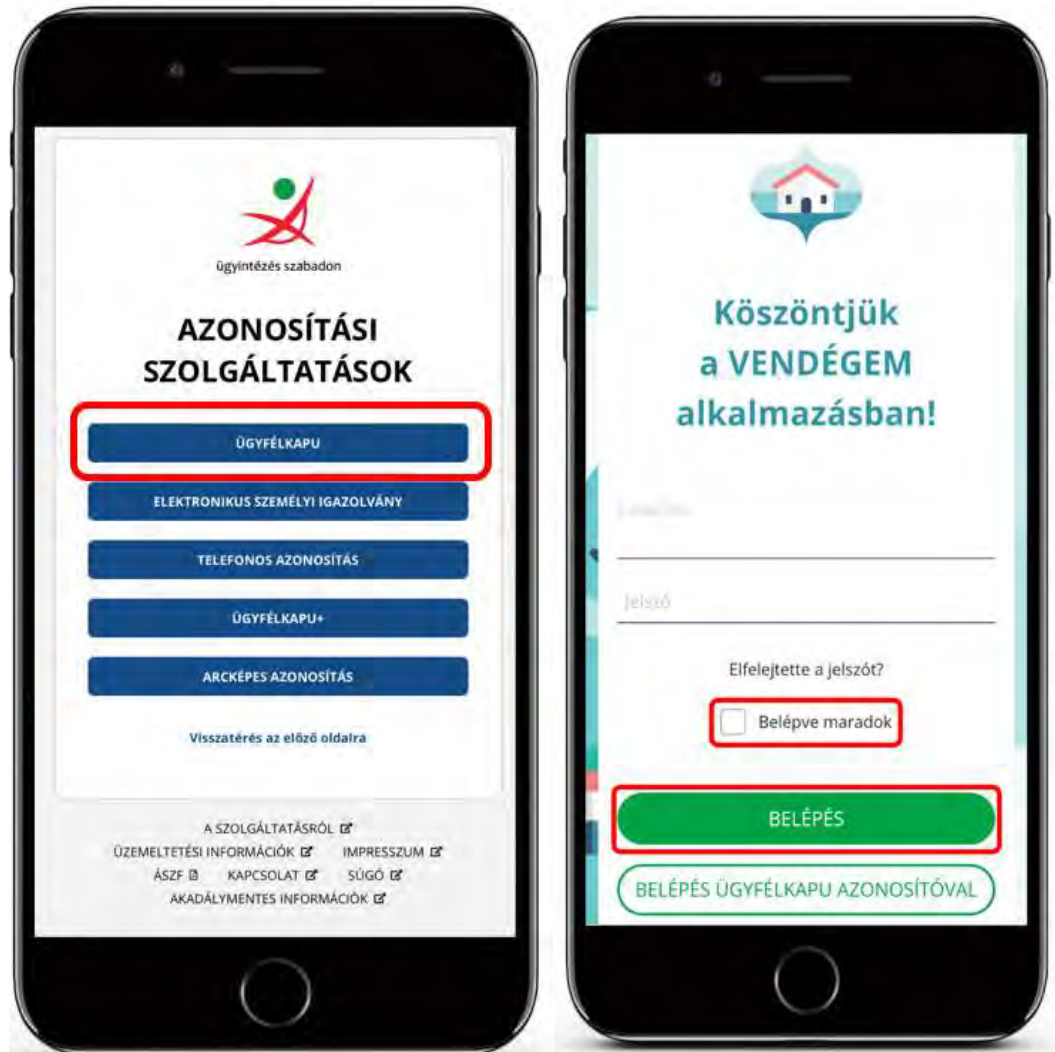 ügyintézés szabadon
AZONOSÍTÁSI
SZOLGÁLTATÁSOK
ÜGYFÉLKAPU
ELEKTRONIKUS SZEMÉLYI IGAZOLVÁNY
TELEFONOS AZONOSÍTÁS
ÜGYFÉLKAPU+
ARCKÉPES AZONOSÍTÁS
Visszatérés az előző oldalra
A SZOLGÁLTATÁSRÓL
ÜZEMELTETÉSI INFORMÁCIÓK IMPRESSZUM
ÁSZF KAPCSOLAT SÚGÓ
AKADÁLYMENTES INFORMÁCIÓK
Köszöntjük
a VENDÉGEM
alkalmazásban!
Jelszó
Elfelejtette a jelszót?
Belépve maradok
BELÉPÉS
BELÉPÉS ÜGYFÉLKAPU AZONOSÍTÓVAL